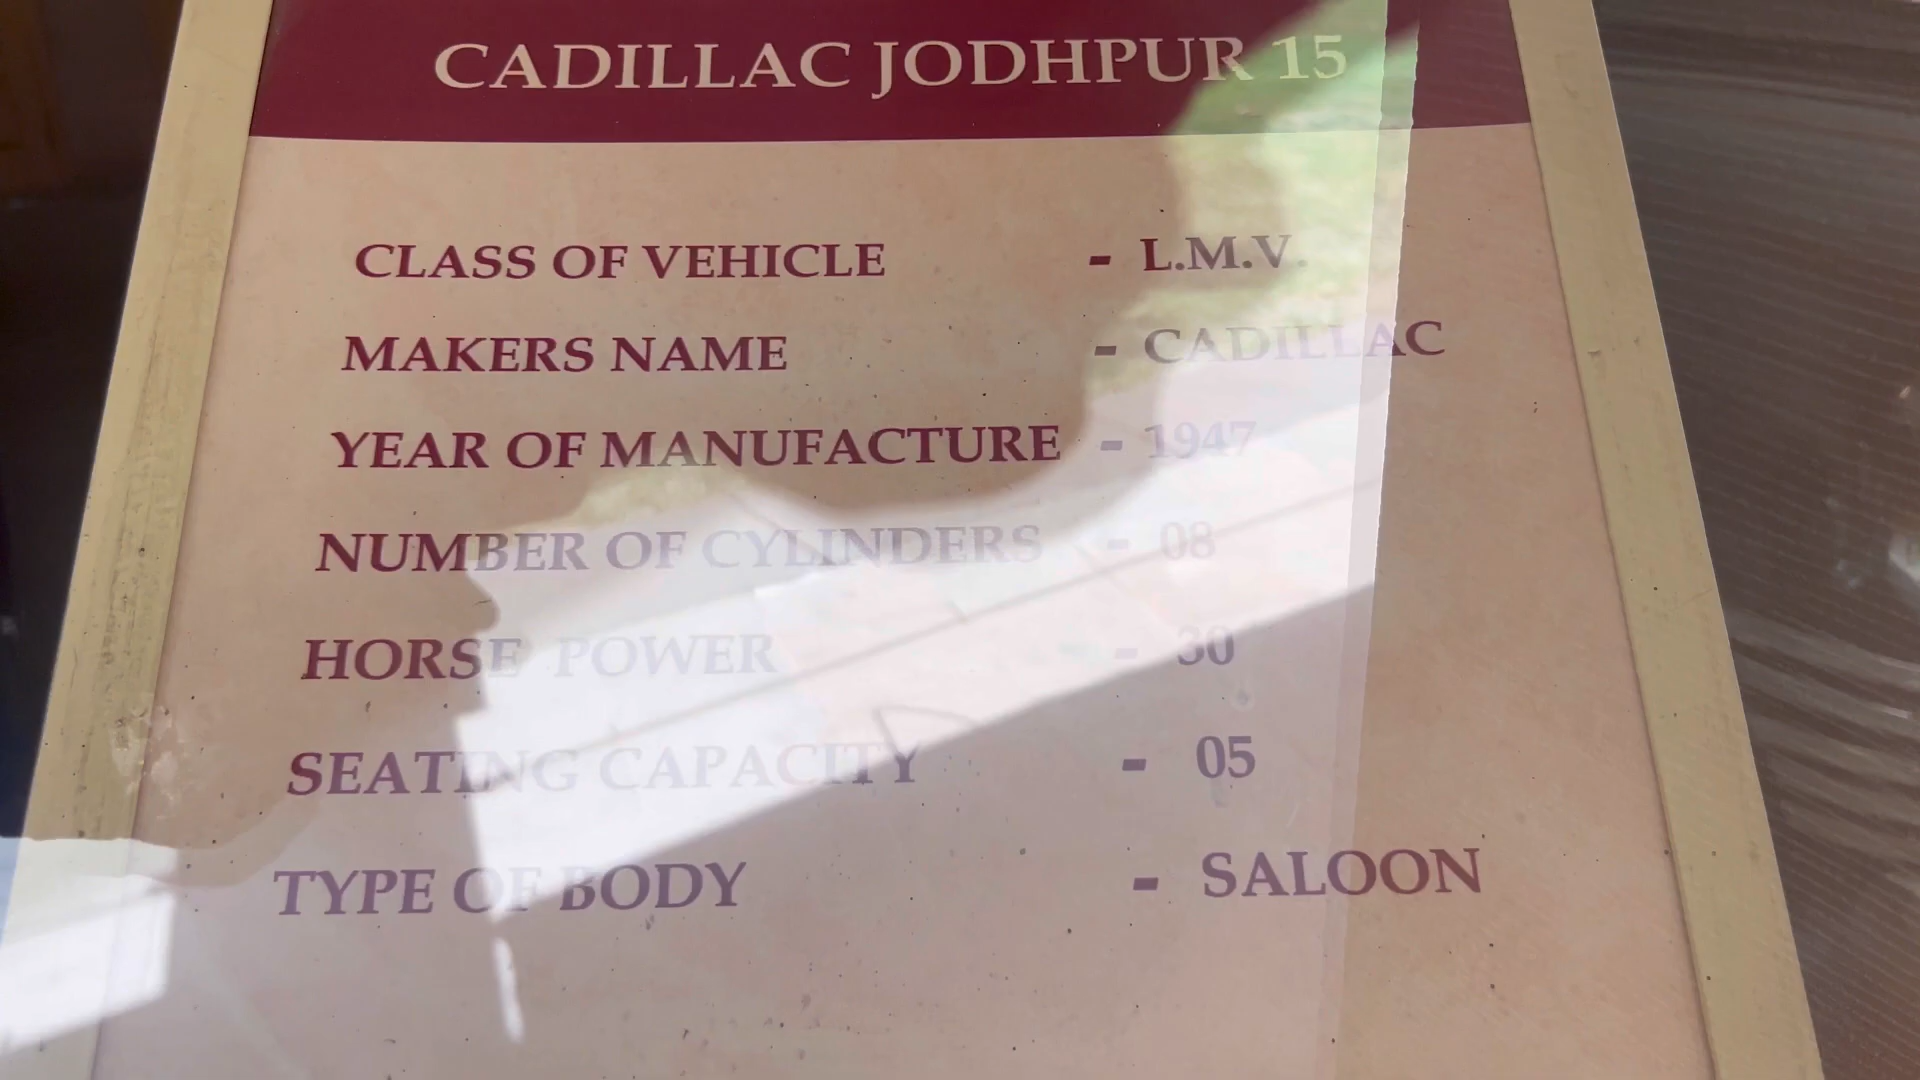 CADILLAC JODHPUR 15
CLASS OF VEHICLE - L.M.V.
MAKERS NAME - CADILLAC
YEAR OF MANUFACTURE - 1947
NUMBER OF CYLINDERS - 08
HORSE POWER - 30
SEATING CAPACITY - 05
TYPE OF BODY - SALOON